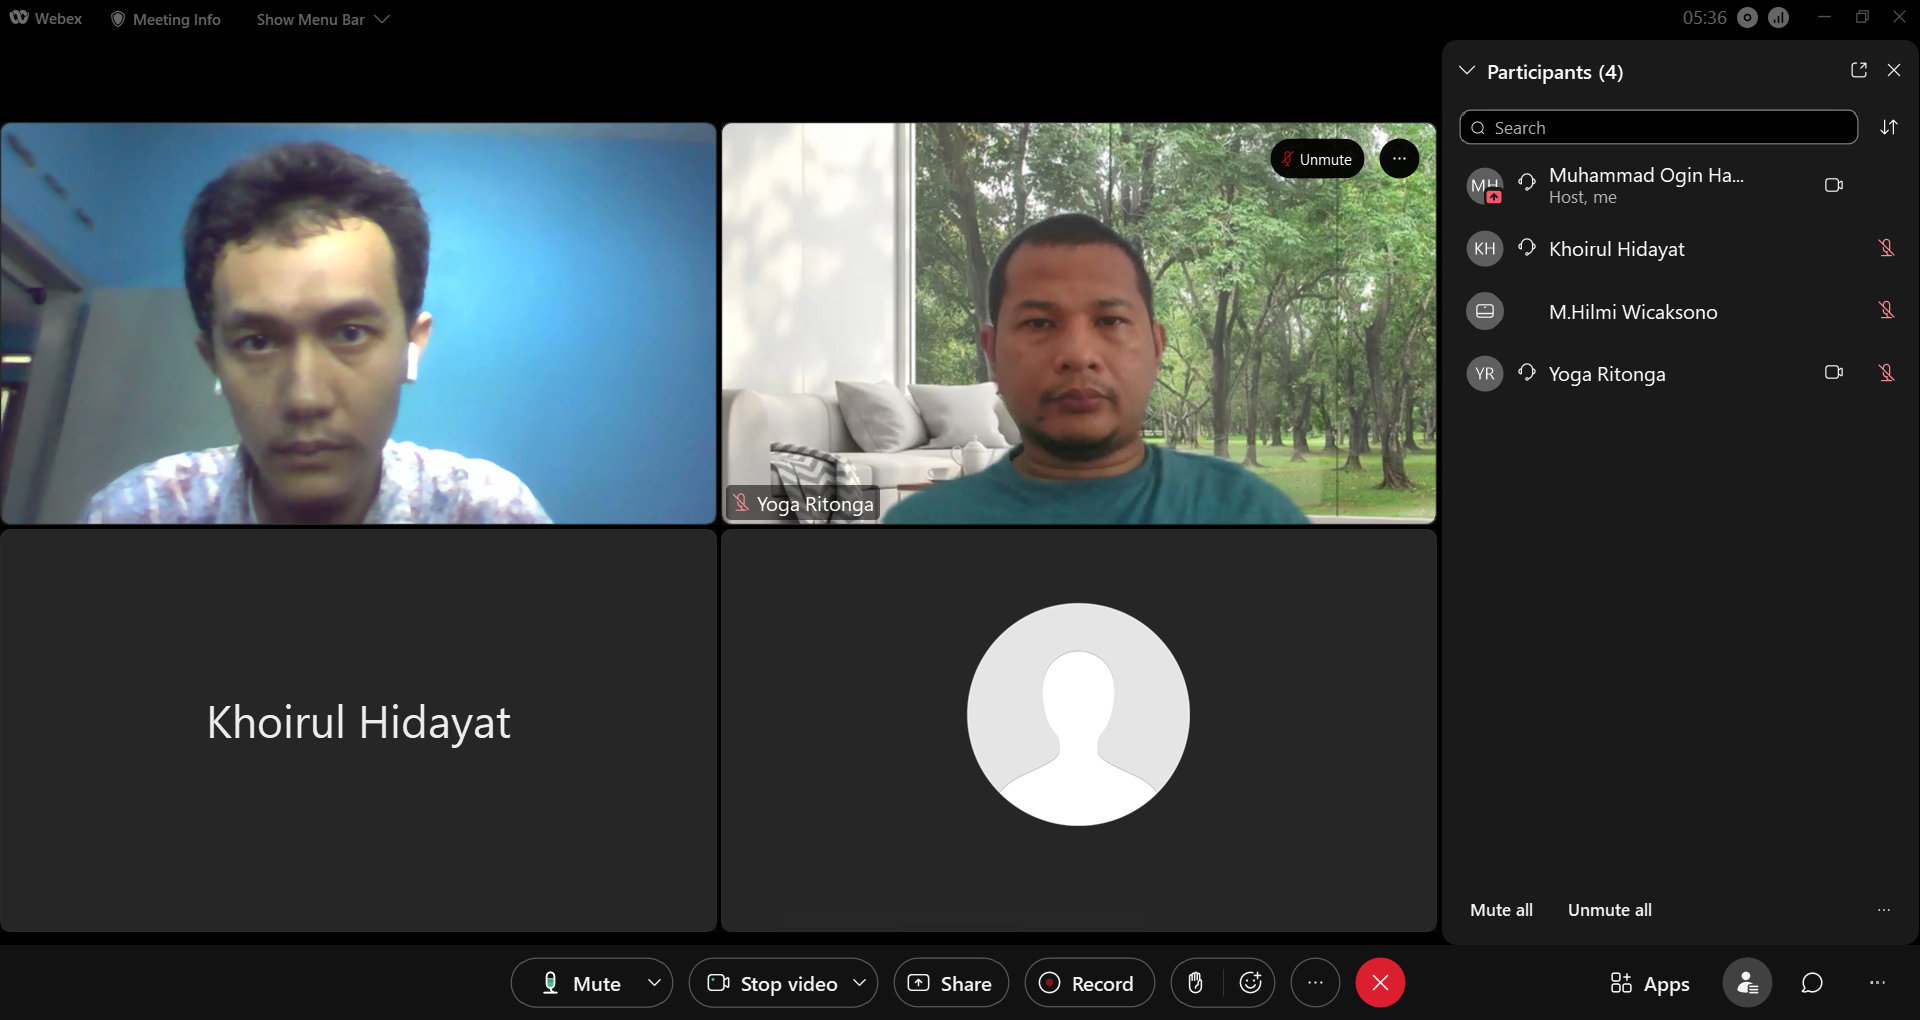 Webex
Meeting Info
Show Menu Bar
05:36
Participants (4)
Search
MH
Muhammad Ogin Ha...
Host, me
KH
Khoirul Hidayat
M.Hilmi Wicaksono
YR
Yoga Ritonga
Unmute
...
Yoga Ritonga
Khoirul Hidayat
Mute all
Unmute all
...
Mute
Stop video
Share
Record
...
Apps
...